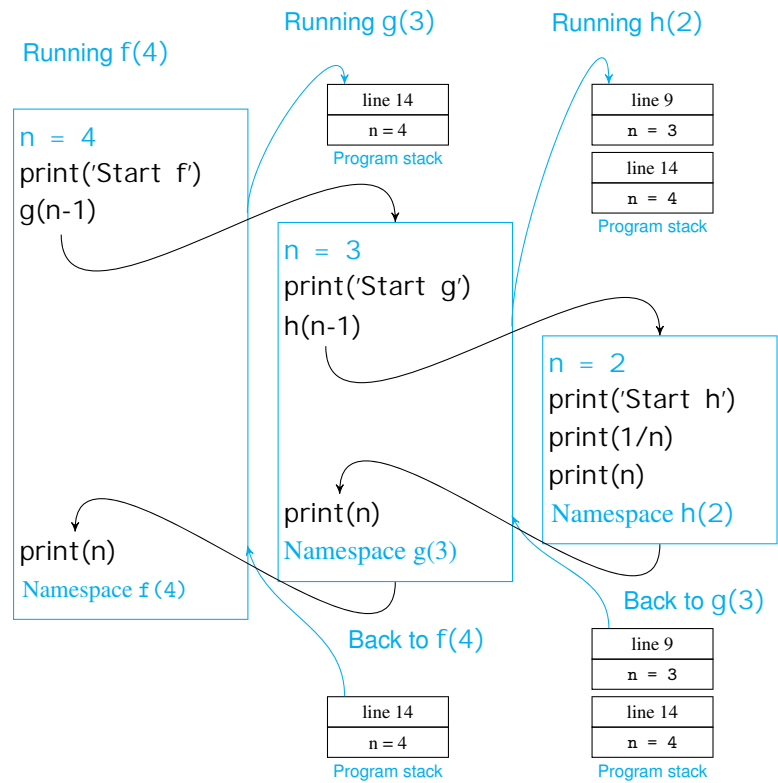 Running f(4)
n = 4
print('Start f')
g(n-1)
print(n)
Namespace f(4)
Running g(3)
line 14
n = 4
Program stack
n = 3
print('Start g')
h(n-1)
print(n)
Namespace g(3)
Back to f(4)
line 14
n = 4
Program stack
Running h(2)
line 9
n = 3
line 14
n = 4
Program stack
n = 2
print('Start h')
print(1/n)
print(n)
Namespace h(2)
Back to g(3)
line 9
n = 3
line 14
n = 4
Program stack